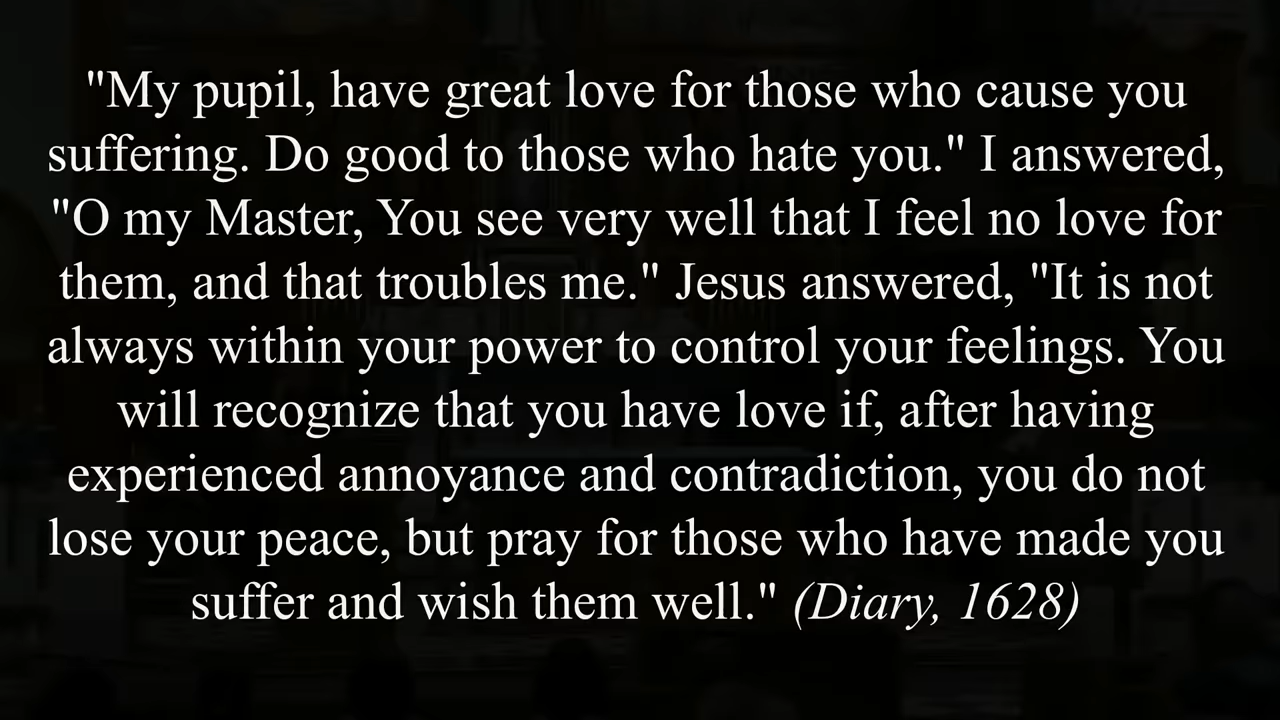 "My pupil, have great love for those who cause you
suffering. Do good to those who hate you." I answered,
"O my Master, You see very well that I feel no love for
them, and that troubles me." Jesus answered, "It is not
always within your power to control your feelings. You
will recognize that you have love if, after having
experienced annoyance and contradiction, you do not
lose your peace, but pray for those who have made you
suffer and wish them well." (Diary, 1628)